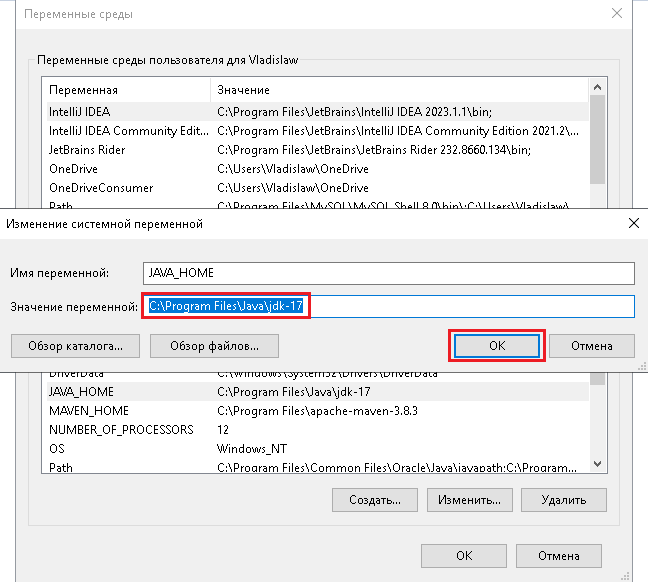 Переменные среды
Переменные среды пользователя для Vladislaw
Переменная Значение
IntelliJ IDEA C:\Program Files\JetBrains\IntelliJ IDEA 2023.1.1\bin;
IntelliJ IDEA Community Edit... C:\Program Files\JetBrains\IntelliJ IDEA Community Edition 2021.2\...
JetBrains Rider C:\Program Files\JetBrains\JetBrains Rider 232.8660.134\bin;
OneDrive C:\Users\Vladislaw\OneDrive
OneDriveConsumer C:\Users\Vladislaw\OneDrive
Path C:\Program Files\MySQL\MySQL Shell 8.0\bin\;C:\Users\Vladislaw\
Изменение системной переменной
Имя переменной: JAVA_HOME
Значение переменной: C:\Program Files\Java\jdk-17
Обзор каталога... Обзор файлов... OK Отмена
DriverData C:\Windows\System32\Drivers\DriverData
JAVA_HOME C:\Program Files\Java\jdk-17
MAVEN_HOME C:\Program Files\apache-maven-3.8.3
NUMBER_OF_PROCESSORS 12
OS Windows_NT
Path C:\Program Files\Common Files\Oracle\Java\javapath;C:\Program...
Создать... Изменить... Удалить
OK Отмена